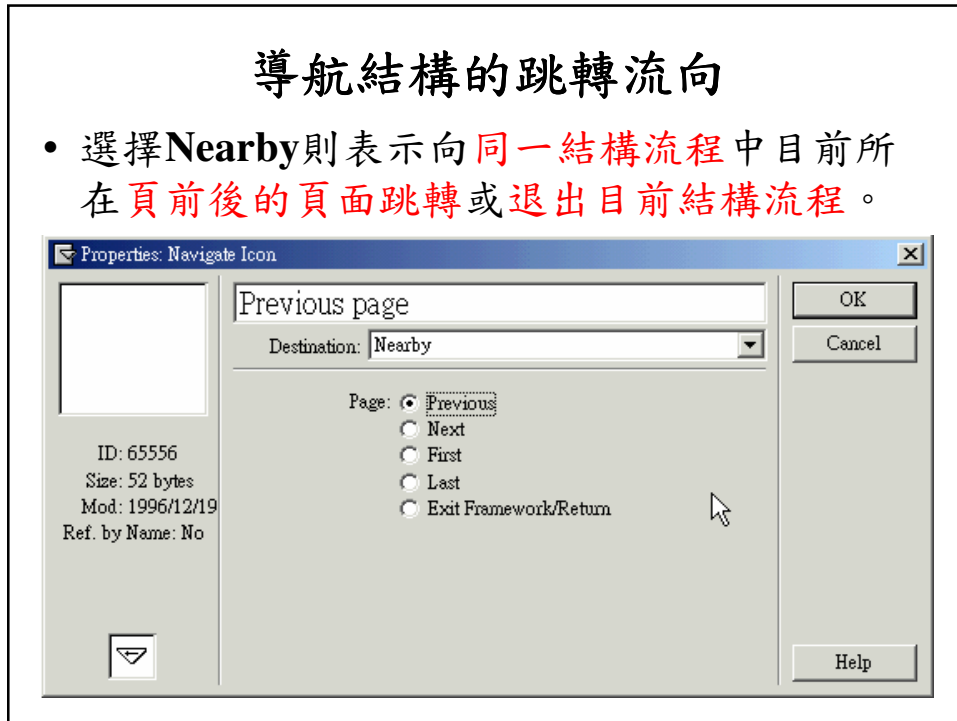 導航結構的跳轉流向
• 選擇Nearby則表示向同一結構流程中目前所
在頁前後的頁面跳轉或退出目前結構流程。
Properties: Navigate Icon
Previous page
Destination: Nearby
OK
Cancel
Page: Previous
Next
First
Last
Exit Framework/Return
ID: 65556
Size: 52 bytes
Mod: 1996/12/19
Ref. by Name: No
Help